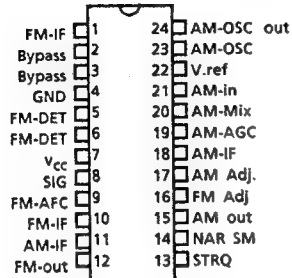 FM-IF 1 24 AM-OSC out
Bypass 2 23 AM-OSC
Bypass 3 22 V.ref
GND 4 21 AM-in
FM-DET 5 20 AM-Mix
FM-DET 6 19 AM-AGC
Vcc 7 18 AM-IF
SIG 8 17 AM Adj.
FM-AFC 9 16 FM Adj
FM-IF 10 15 AM out
AM-IF 11 14 NAR SM
FM-out 12 13 STRQ